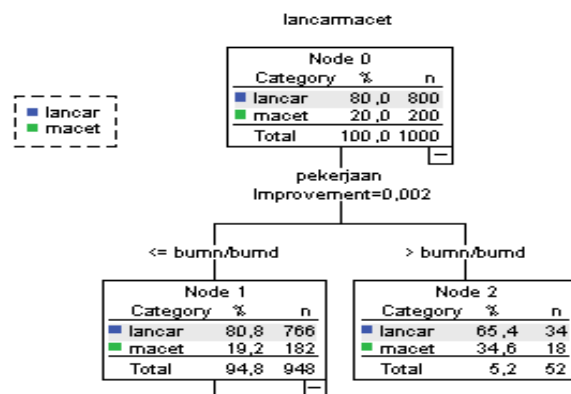 lancarmacet
lancar
macet
Node 0
Category % n
lancar 80,0 800
macet 20,0 200
Total 100,0 1000
pekerjaan
Improvement=0,002
<= bumn/bumd
> bumn/bumd
Node 1
Category % n
lancar 80,8 766
macet 19,2 182
Total 94,8 948
Node 2
Category % n
lancar 65,4 34
macet 34,6 18
Total 5,2 52